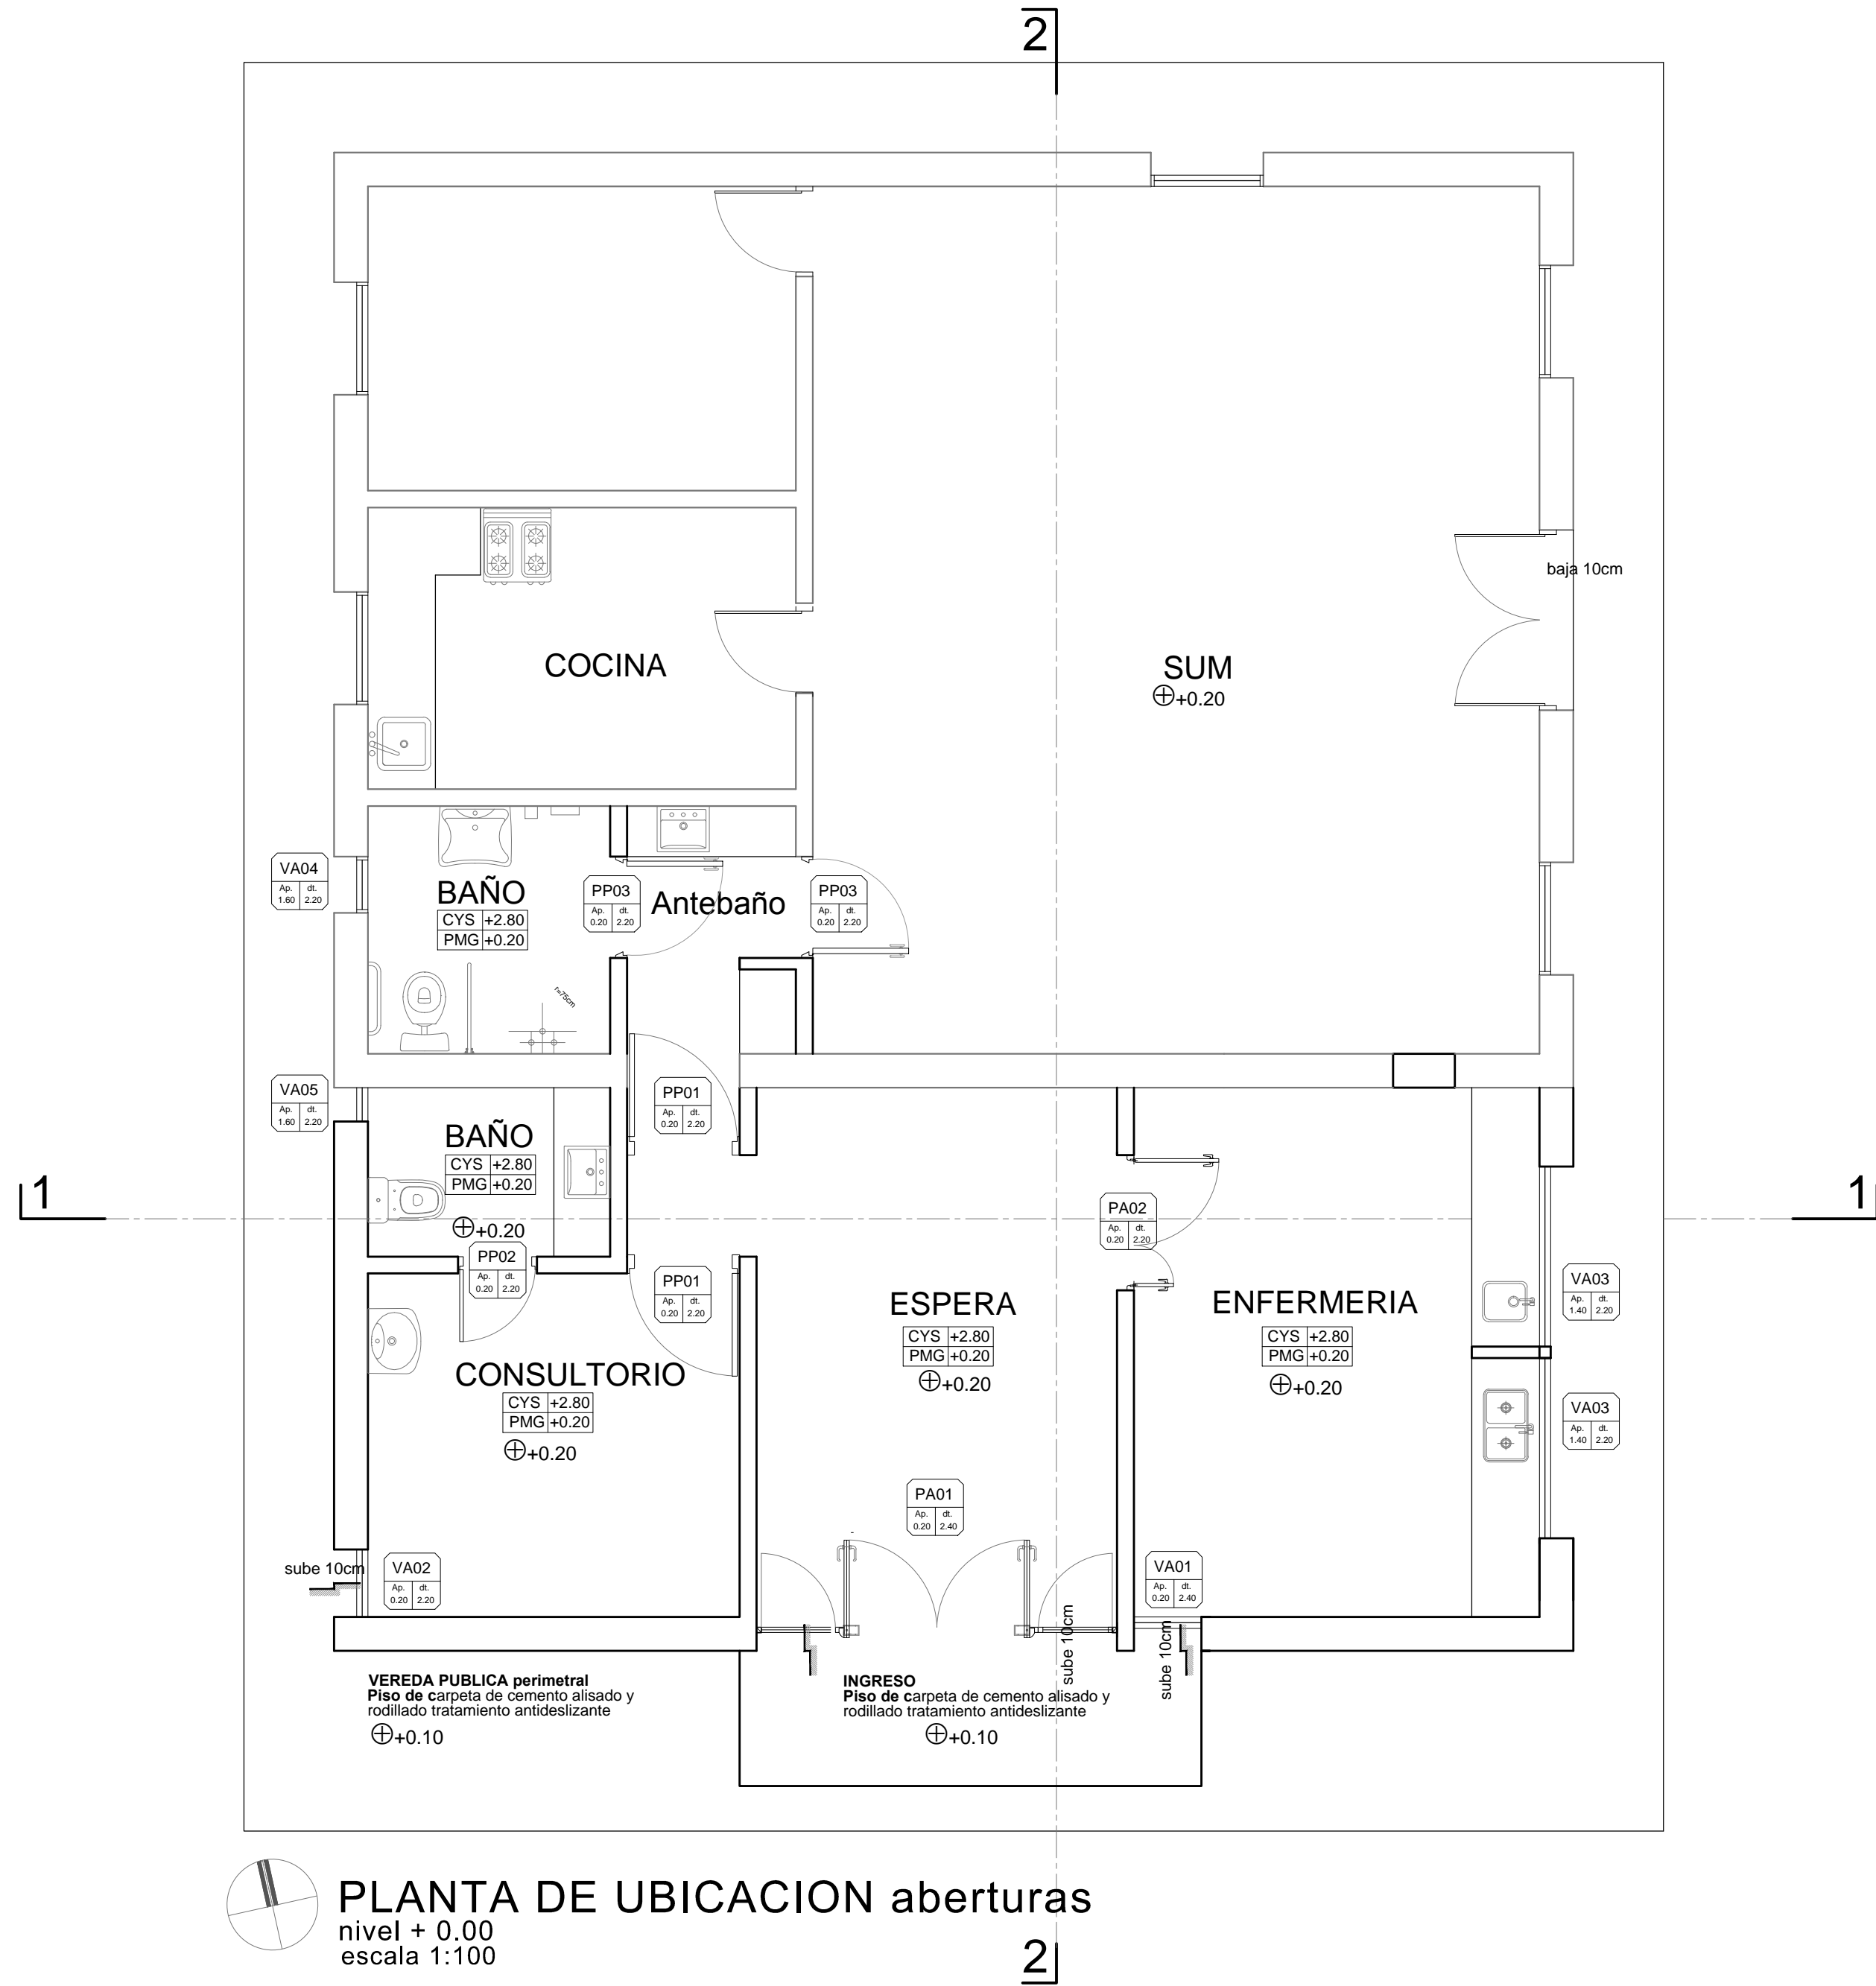 2
baja 10cm
COCINA
SUM
+0.20
VA04
Ap. dt.
1.60 2.20
BAÑO
CYS +2.80
PMG +0.20
PP03
Ap. dt.
0.20 2.20
Antebaño
PP03
Ap. dt.
0.20 2.20
r=75cm
VA05
Ap. dt.
1.60 2.20
PP01
Ap. dt.
0.20 2.20
BAÑO
CYS +2.80
PMG +0.20
+0.20
1
1
PA02
Ap. dt.
0.20 2.20
PP02
Ap. dt.
0.20 2.20
PP01
Ap. dt.
0.20 2.20
VA03
Ap. dt.
1.40 2.20
ESPERA
CYS +2.80
PMG +0.20
+0.20
ENFERMERIA
CYS +2.80
PMG +0.20
+0.20
CONSULTORIO
CYS +2.80
PMG +0.20
+0.20
VA03
Ap. dt.
1.40 2.20
PA01
Ap. dt.
0.20 2.40
sube 10cm
VA02
Ap. dt.
0.20 2.20
VA01
Ap. dt.
0.20 2.40
sube 10cm
sube 10cm
VEREDA PUBLICA perimetral
Piso de carpeta de cemento alisado y
rodillado tratamiento antideslizante
+0.10
INGRESO
Piso de carpeta de cemento alisado y
rodillado tratamiento antideslizante
+0.10
PLANTA DE UBICACION aberturas
nivel + 0.00
escala 1:100
2